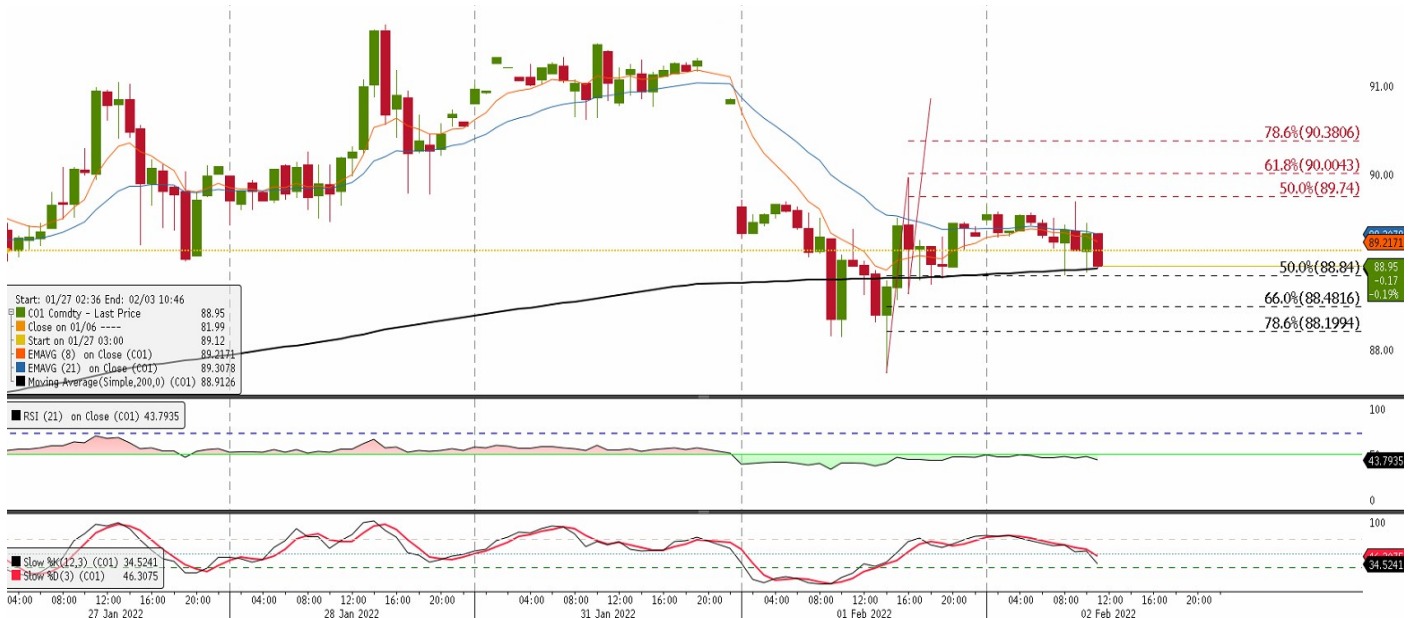 91.00
90.00
88.00
78.6%(90.3806)
61.8%(90.0043)
50.0%(89.74)
89.2171
88.95
-0.17
-0.19%
50.0%(88.84)
66.0%(88.4816)
78.6%(88.1994)
Start: 01/27 02:36 End: 02/03 10:46
CO1 Comdty - Last Price 88.95
Close on 01/06 ---- 81.99
Start on 01/27 03:00 89.12
EMAVG (8) on Close (CO1) 89.2171
EMAVG (21) on Close (CO1) 89.3078
Moving Average(Simple,200,0) (CO1) 88.9126
RSI (21) on Close (CO1) 43.7935
100
43.7935
0
100
34.5241
Slow %K(12,3) (CO1) 34.5241
Slow %D(3) (CO1) 46.3075
04:00 08:00 12:00 16:00 20:00 04:00 08:00 12:00 16:00 20:00 04:00 08:00 12:00 16:00 20:00 04:00 08:00 12:00 16:00 20:00 04:00 08:00 12:00 16:00 20:00
27 Jan 2022 28 Jan 2022 31 Jan 2022 01 Feb 2022 02 Feb 2022